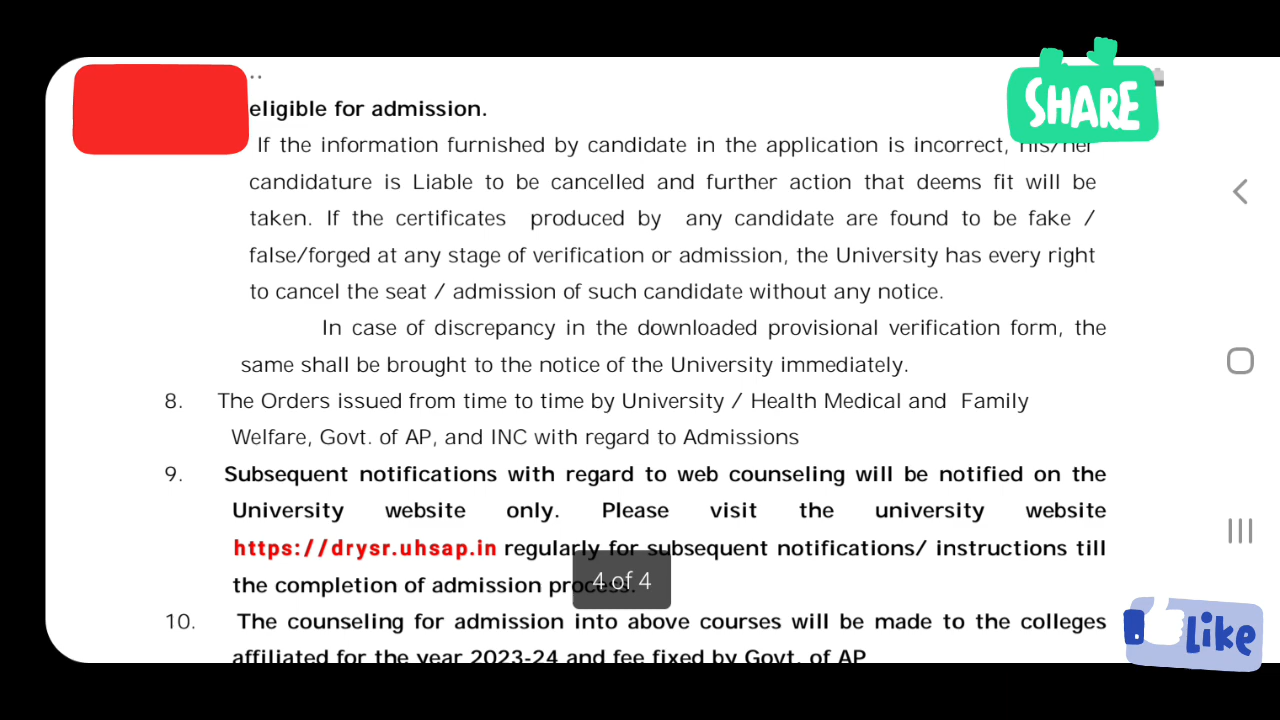 eligible for admission.
SHARE
If the information furnished by candidate in the application is incorrect, his/her
candidature is Liable to be cancelled and further action that deems fit will be
taken. If the certificates produced by any candidate are found to be fake /
false/forged at any stage of verification or admission, the University has every right
to cancel the seat / admission of such candidate without any notice.
In case of discrepancy in the downloaded provisional verification form, the
same shall be brought to the notice of the University immediately.
8. The Orders issued from time to time by University / Health Medical and Family
Welfare, Govt. of AP, and INC with regard to Admissions
9. Subsequent notifications with regard to web counseling will be notified on the
University website only. Please visit the university website
https://drysr.uhsap.in regularly for subsequent notifications/ instructions till
the completion of admission process.
4 of 4
10. The counseling for admission into above courses will be made to the colleges
affiliated for the year 2023-24 and fee fixed by Govt. of AP
Like